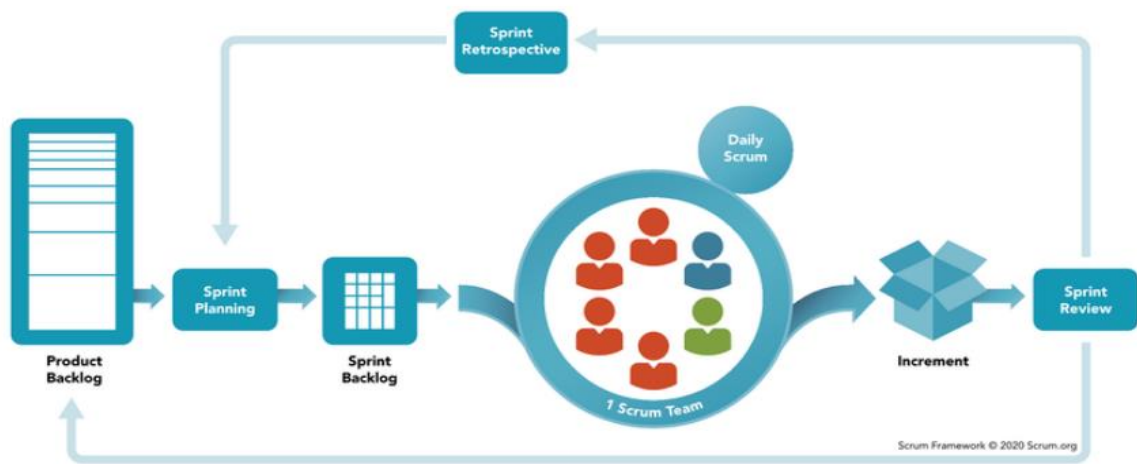 Sprint
Retrospective
Daily
Scrum
Sprint
Planning
Sprint
Review
Product
Backlog
Sprint
Backlog
Increment
1 Scrum Team
Scrum Framework © 2020 Scrum.org